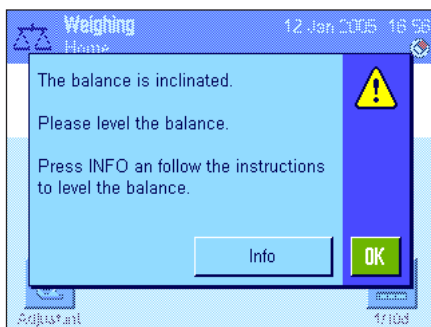 Weighing
12 Jan 2005 16:56
Home
The balance is inclinated.
Please level the balance.
Press INFO an follow the instructions
to level the balance.
Info
OK
Adjust.int
1/10d